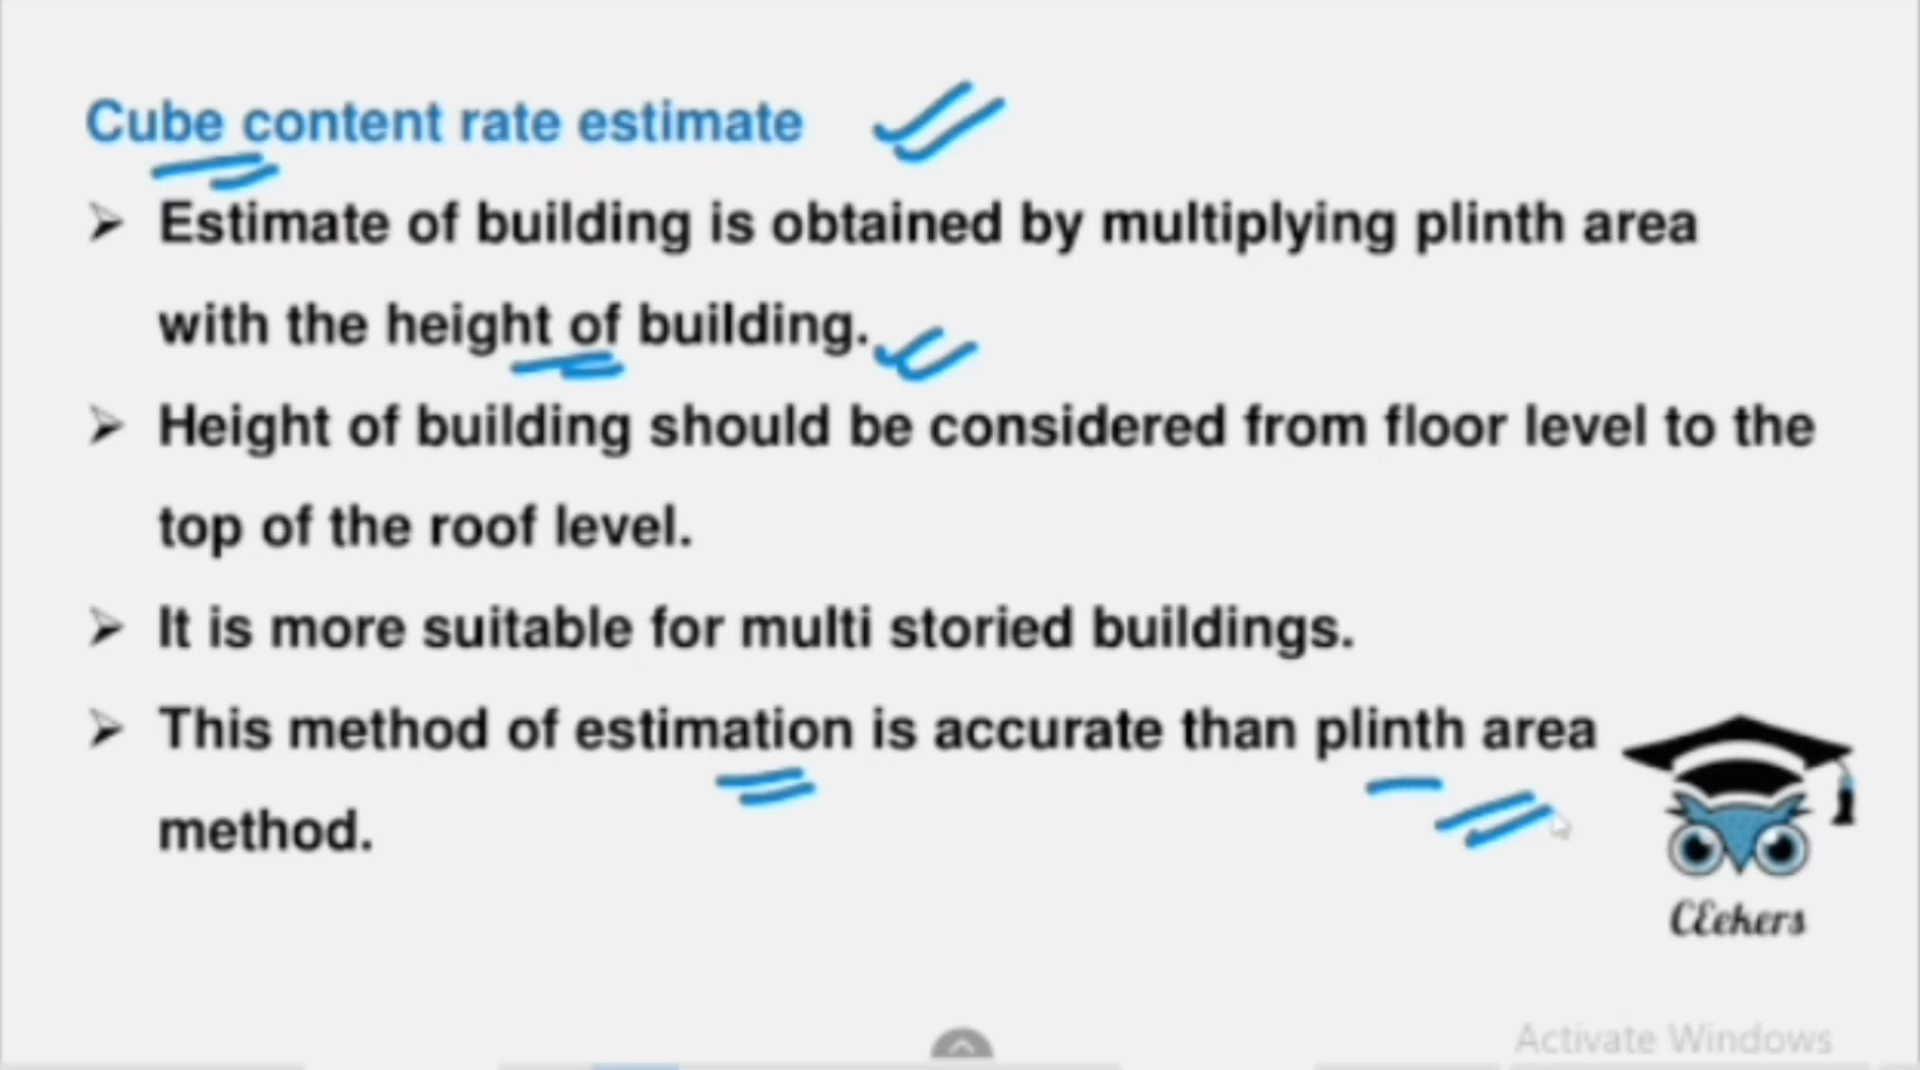 Cube content rate estimate
➢ Estimate of building is obtained by multiplying plinth area
with the height of building.
➢ Height of building should be considered from floor level to the
top of the roof level.
➢ It is more suitable for multi storied buildings.
➢ This method of estimation is accurate than plinth area
method.
CEekers
Activate Windows